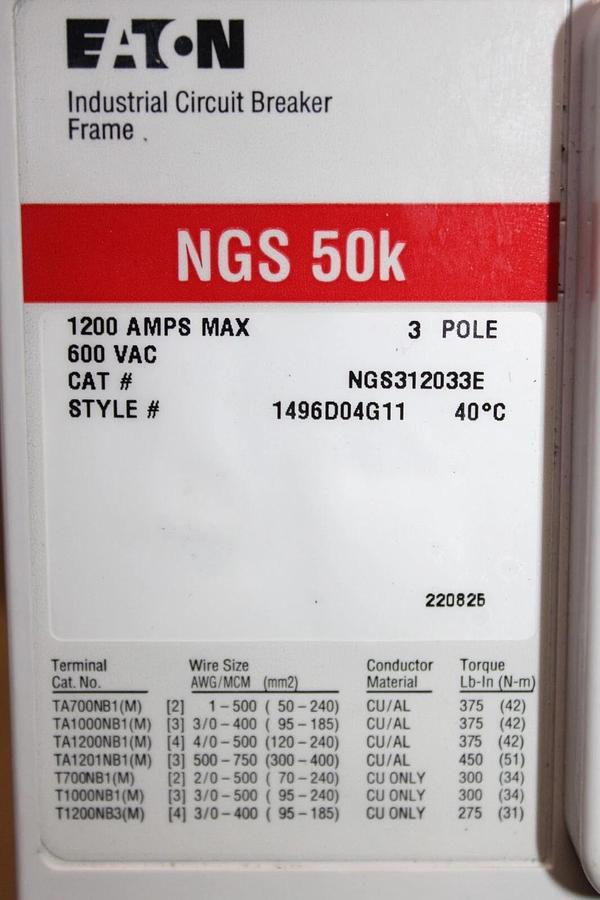 EATON
Industrial Circuit Breaker
Frame
NGS 50k
1200 AMPS MAX 3 POLE
600 VAC
CAT # NGS312033E
STYLE # 1496D04G11 40°C
220825
Terminal Wire Size Conductor Torque
Cat. No. AWG/MCM (mm2) Material Lb-In (N-m)
TA700NB1(M) [2] 1-500 ( 50-240) CU/AL 375 (42)
TA1000NB1(M) [3] 3/0-400 ( 95-185) CU/AL 375 (42)
TA1200NB1(M) [4] 4/0-500 (120-240) CU/AL 375 (42)
TA1201NB1(M) [3] 500-750 (300-400) CU/AL 450 (51)
T700NB1(M) [2] 2/0-500 ( 70-240) CU ONLY 300 (34)
T1000NB1(M) [3] 3/0-500 ( 95-240) CU ONLY 300 (34)
T1200NB3(M) [4] 3/0-400 ( 95-185) CU ONLY 275 (31)